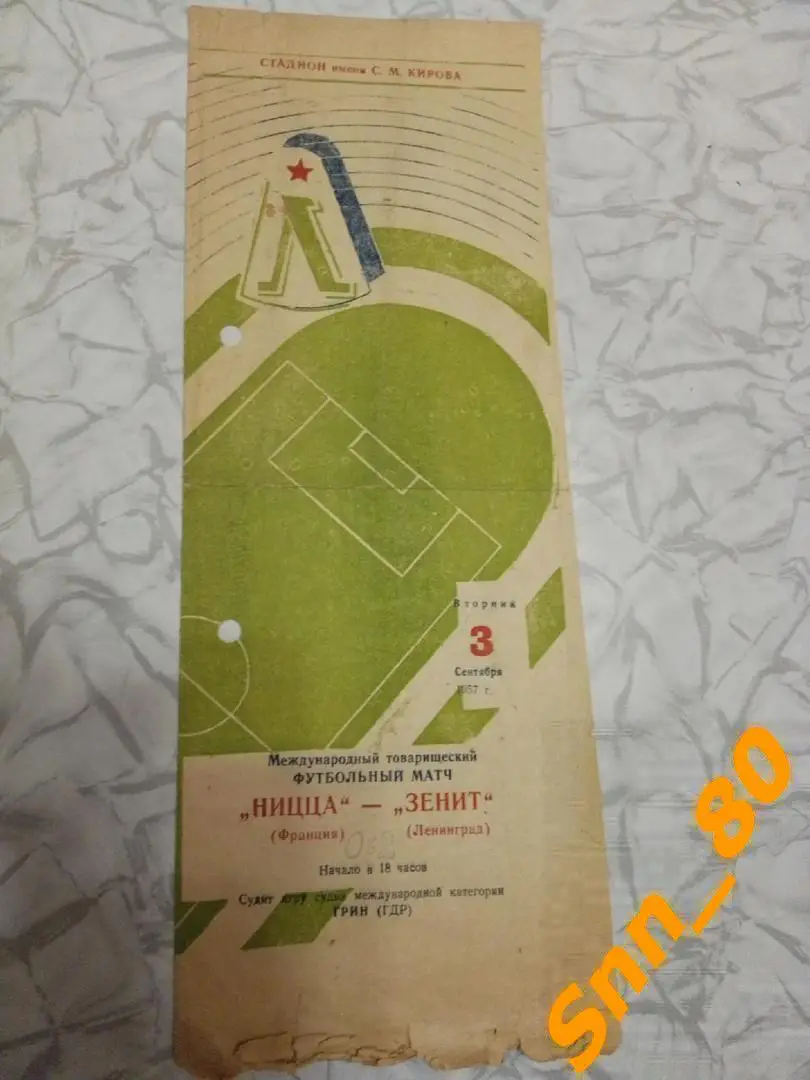 СТАДИОН имени С. М. КИРОВА
Л
Вторник
3
Сентября
1957 г.
Международный товарищеский
ФУТБОЛЬНЫЙ МАТЧ
„НИЦЦА“ — „ЗЕНИТ“
(Франция) (Ленинград)
Начало в 18 часов
Судит игру судья международной категории
ГРИН (ГДР)
Snn_80